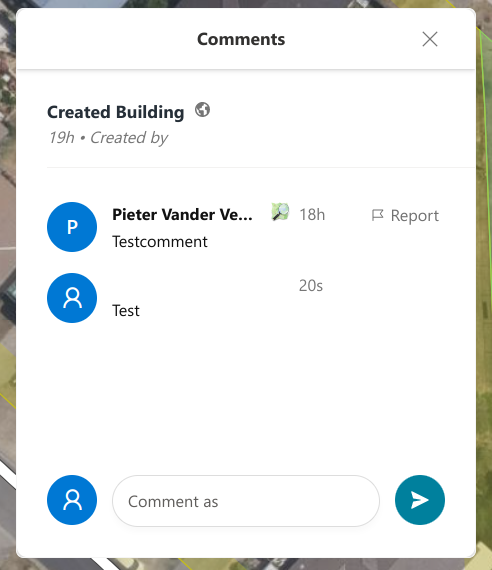 Comments
Created Building
19h • Created by
Pieter Vander Ve... 18h Report
P
Testcomment
20s
Test
Comment as